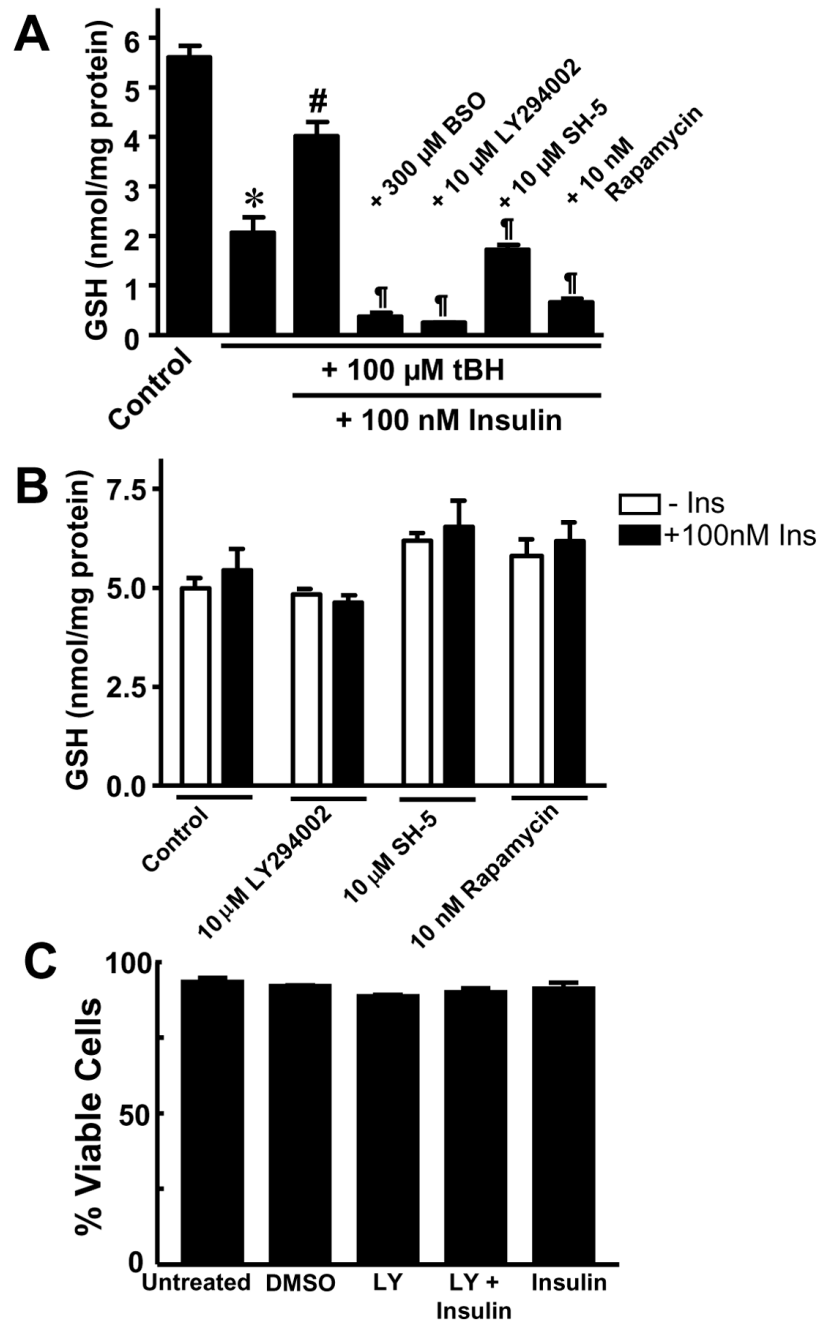 A
GSH (nmol/mg protein)
6
5
4
3
2
1
0
*
#
¶
¶
¶
¶
+ 300 µM BSO
+ 10 µM LY294002
+ 10 µM SH-5
+ 10 nM
Rapamycin
Control
+ 100 µM tBH
+ 100 nM Insulin
B
GSH (nmol/mg protein)
7.5
5.0
2.5
0.0
- Ins
+100nM Ins
Control
10 µM LY294002
10 µM SH-5
10 nM Rapamycin
C
% Viable Cells
100
50
0
Untreated
DMSO
LY
LY +
Insulin
Insulin